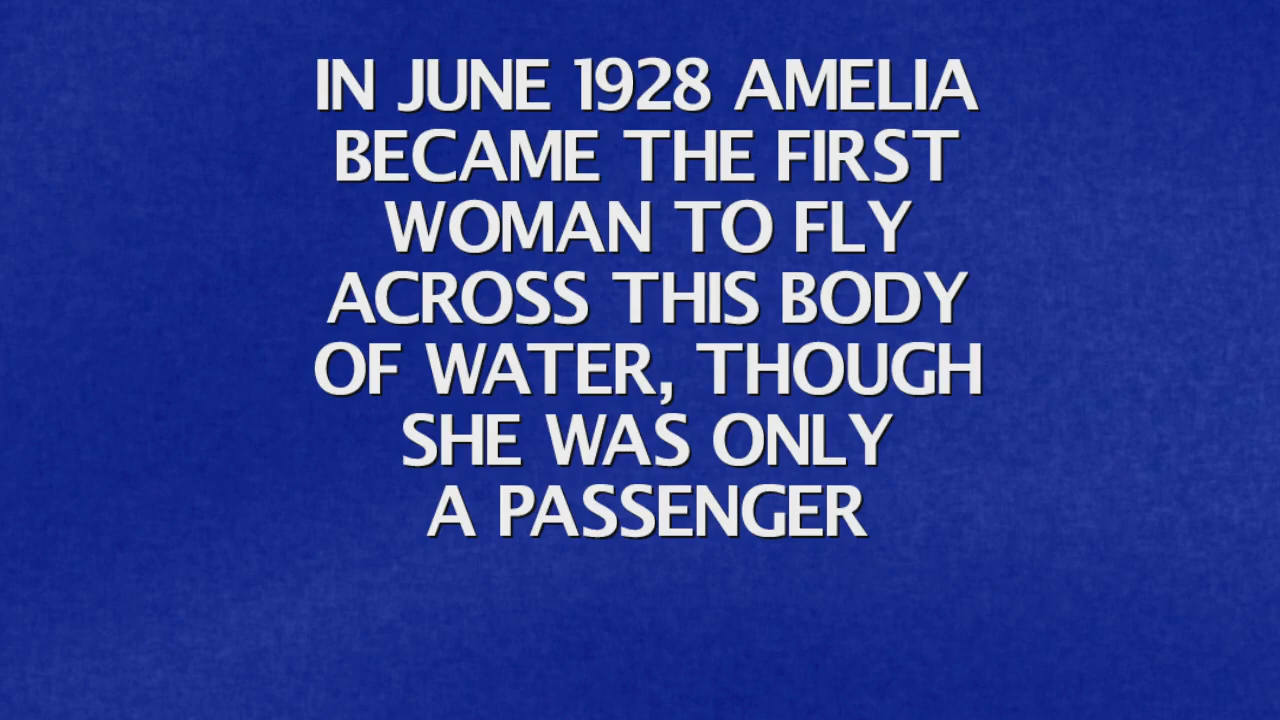 IN JUNE 1928 AMELIA
BECAME THE FIRST
WOMAN TO FLY
ACROSS THIS BODY
OF WATER, THOUGH
SHE WAS ONLY
A PASSENGER